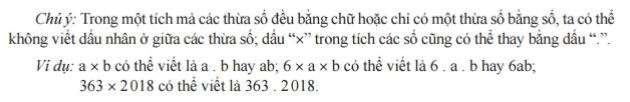 Chú ý: Trong một tích mà các thừa số đều bằng chữ hoặc chỉ có một thừa số bằng số, ta có thể
không viết dấu nhân ở giữa các thừa số; dấu “×” trong tích các số cũng có thể thay bằng dấu “.”.
Ví dụ: a × b có thể viết là a . b hay ab; 6 × a × b có thể viết là 6 . a . b hay 6ab;
363 × 2018 có thể viết là 363 . 2018.